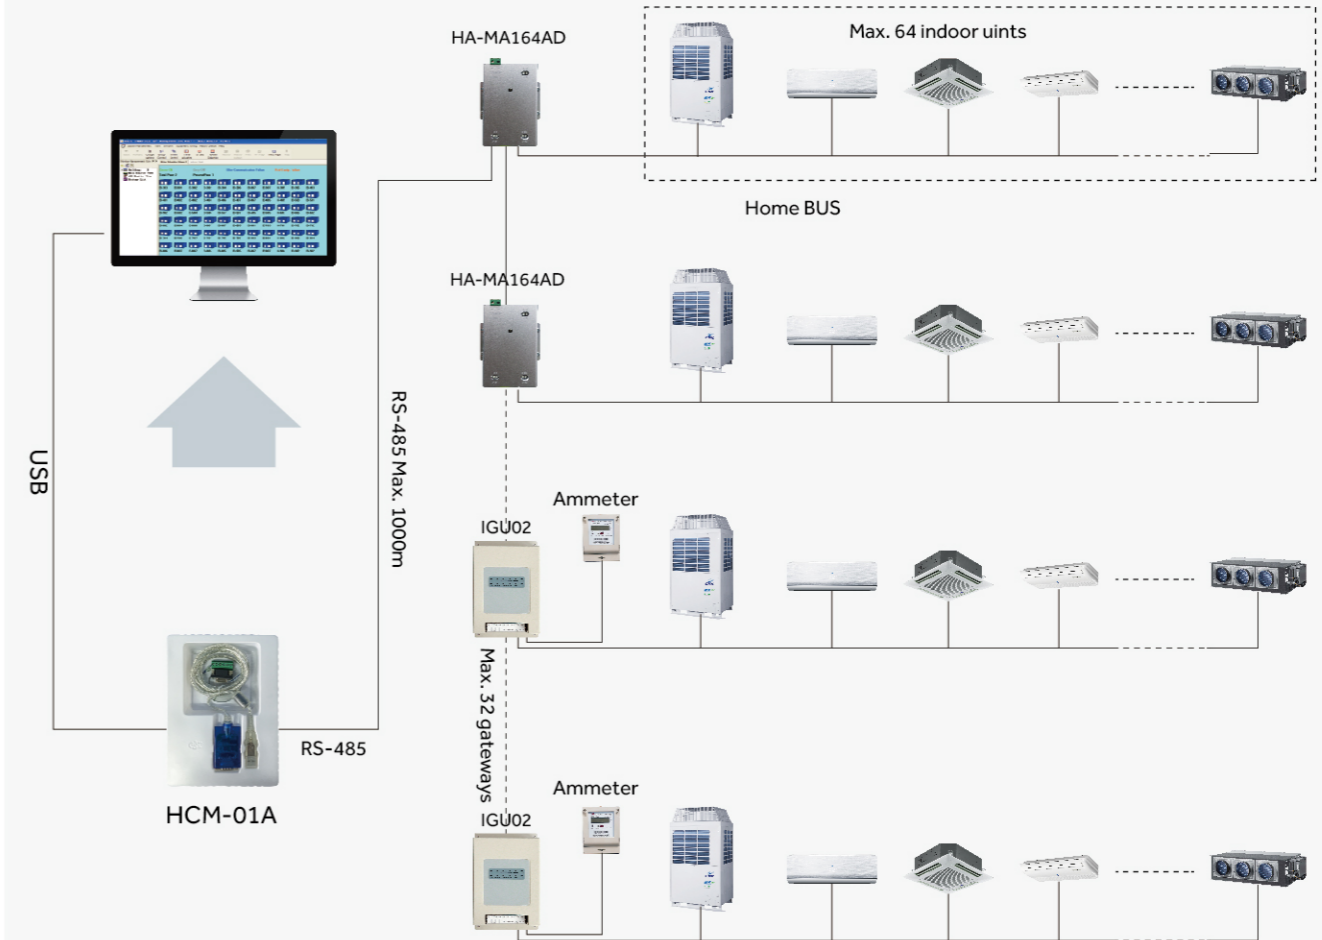 HA-MA164AD
Max. 64 indoor uints
Home BUS
HA-MA164AD
USB
RS-485 Max. 1000m
Ammeter
IGU02
Max. 32 gateways
RS-485
HCM-01A
Ammeter
IGU02